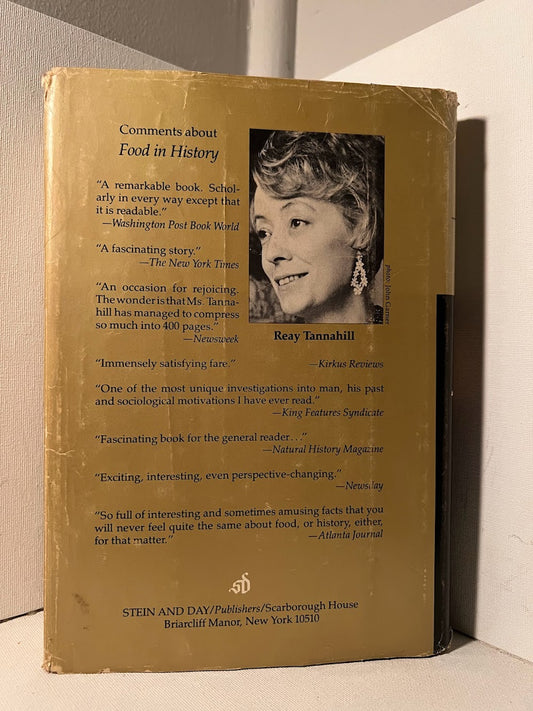 Comments about
Food in History
“A remarkable book. Schol-
arly in every way except that
it is readable.”
—Washington Post Book World
“A fascinating story.”
—The New York Times
“An occasion for rejoicing.
The wonder is that Ms. Tanna-
hill has managed to compress
so much into 400 pages.”
—Newsweek
photo: John Garner
Reay Tannahill
“Immensely satisfying fare.” —Kirkus Reviews
“One of the most unique investigations into man, his past
and sociological motivations I have ever read.”
—King Features Syndicate
“Fascinating book for the general reader . . .”
—Natural History Magazine
“Exciting, interesting, even perspective-changing.”
—Newsday
“So full of interesting and sometimes amusing facts that you
will never feel quite the same about food, or history, either,
for that matter.” —Atlanta Journal
sd
STEIN AND DAY/Publishers/Scarborough House
Briarcliff Manor, New York 10510